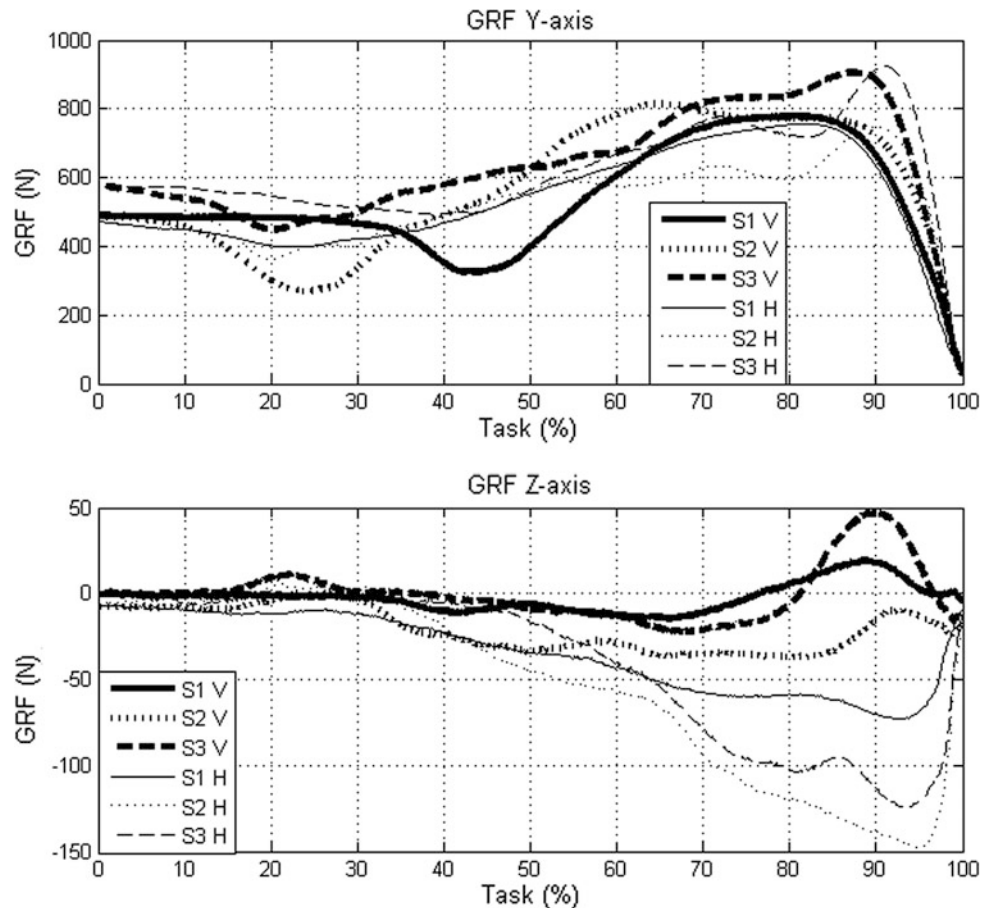 GRF Y-axis
1000
800
600
400
200
0
GRF (N)
S1 V
S2 V
S3 V
S1 H
S2 H
S3 H
0 10 20 30 40 50 60 70 80 90 100
Task (%)
GRF Z-axis
50
0
-50
-100
-150
GRF (N)
S1 V
S2 V
S3 V
S1 H
S2 H
S3 H
0 10 20 30 40 50 60 70 80 90 100
Task (%)